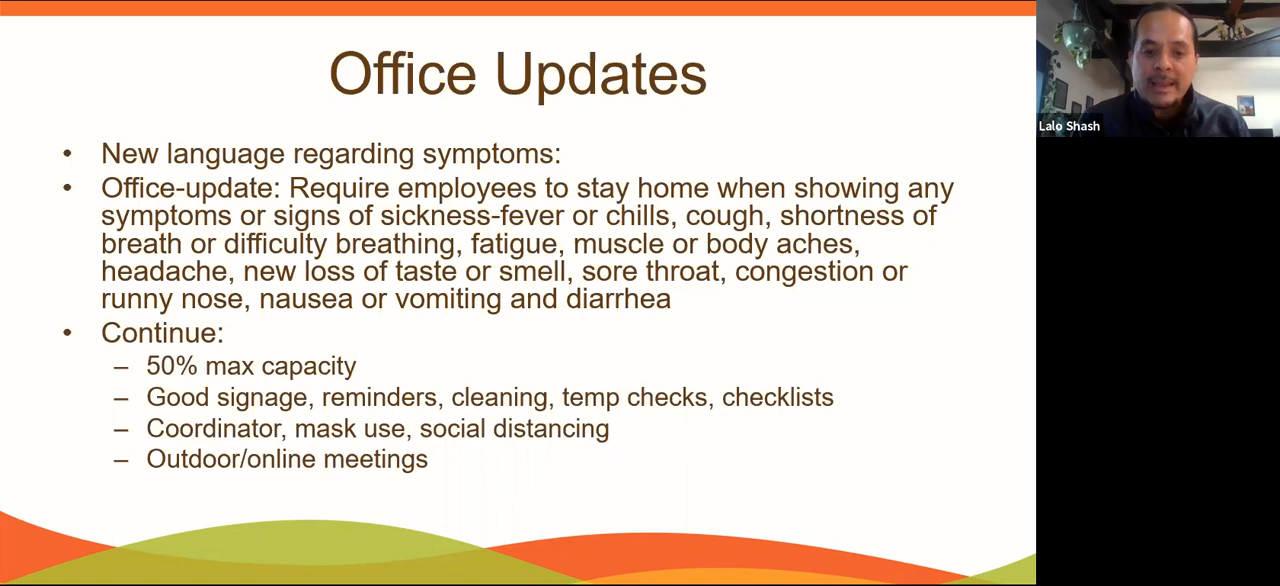 Office Updates
Lalo Shash
• New language regarding symptoms:
• Office-update: Require employees to stay home when showing any
symptoms or signs of sickness-fever or chills, cough, shortness of
breath or difficulty breathing, fatigue, muscle or body aches,
headache, new loss of taste or smell, sore throat, congestion or
runny nose, nausea or vomiting and diarrhea
• Continue:
– 50% max capacity
– Good signage, reminders, cleaning, temp checks, checklists
– Coordinator, mask use, social distancing
– Outdoor/online meetings